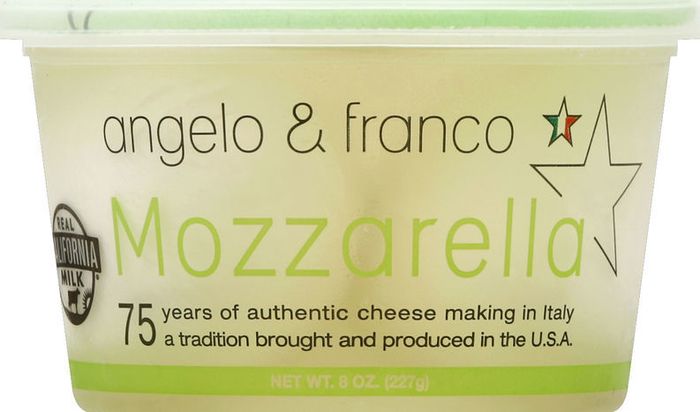 angelo & franco
Mozzarella
REAL
CALIFORNIA
MILK
75 years of authentic cheese making in Italy
a tradition brought and produced in the U.S.A.
NET WT. 8 OZ. (227g)